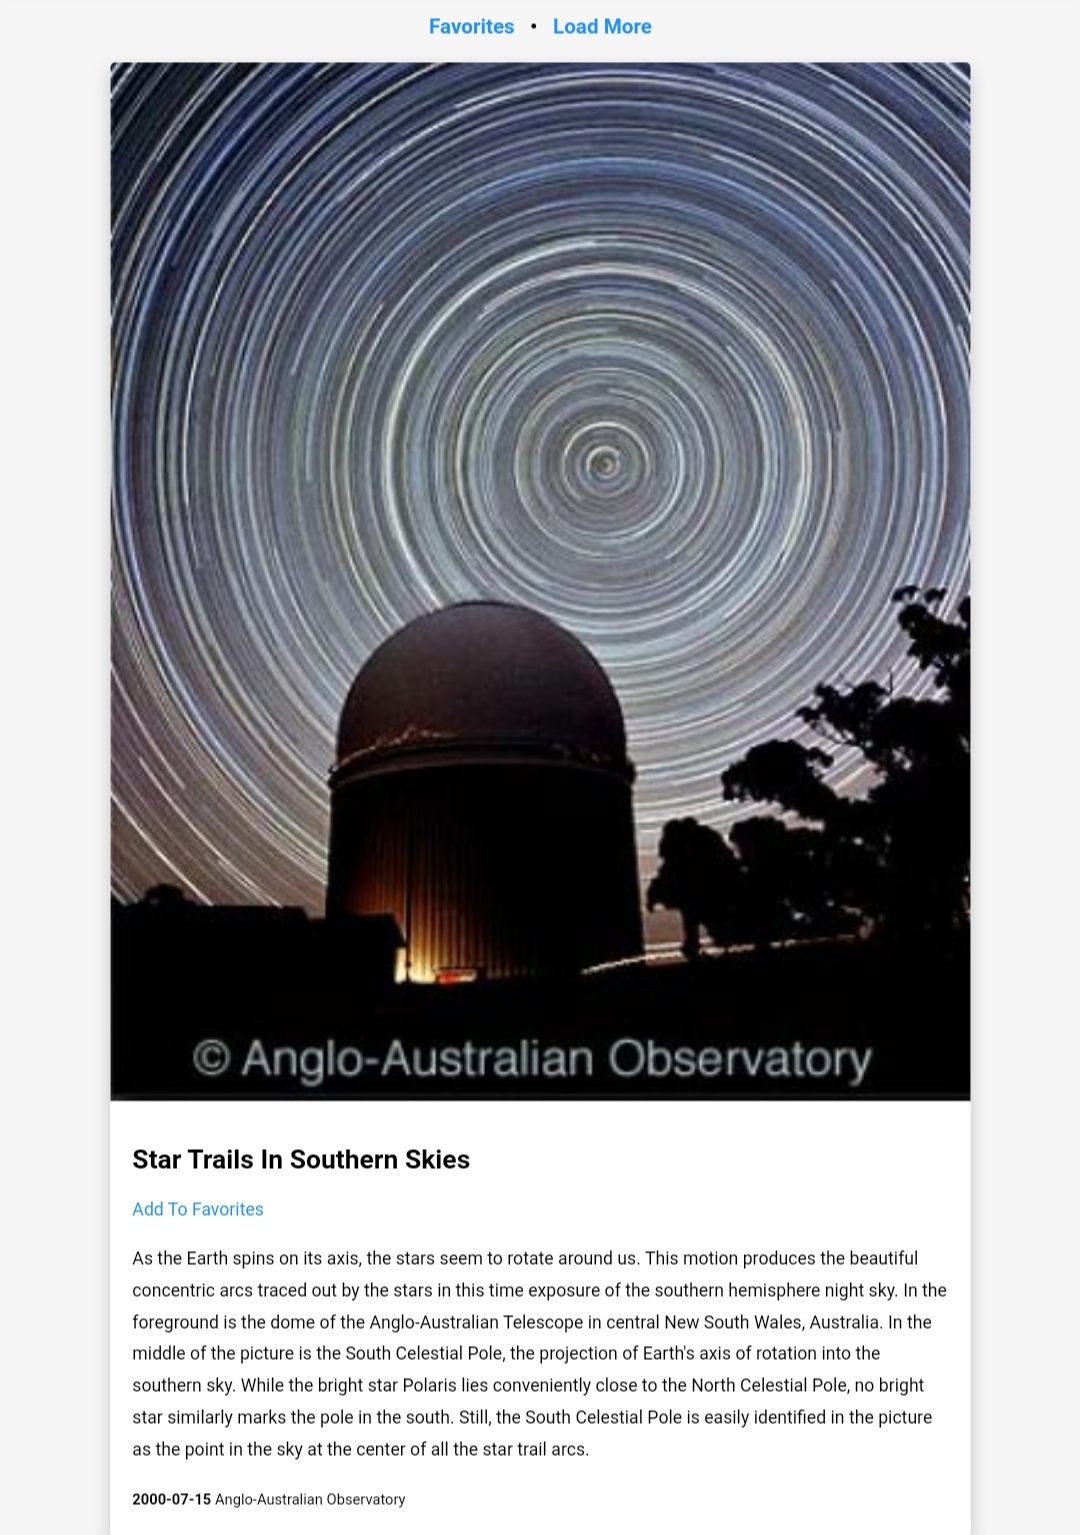 Favorites • Load More
© Anglo-Australian Observatory
Star Trails In Southern Skies
Add To Favorites
As the Earth spins on its axis, the stars seem to rotate around us. This motion produces the beautiful
concentric arcs traced out by the stars in this time exposure of the southern hemisphere night sky. In the
foreground is the dome of the Anglo-Australian Telescope in central New South Wales, Australia. In the
middle of the picture is the South Celestial Pole, the projection of Earth's axis of rotation into the
southern sky. While the bright star Polaris lies conveniently close to the North Celestial Pole, no bright
star similarly marks the pole in the south. Still, the South Celestial Pole is easily identified in the picture
as the point in the sky at the center of all the star trail arcs.
2000-07-15 Anglo-Australian Observatory